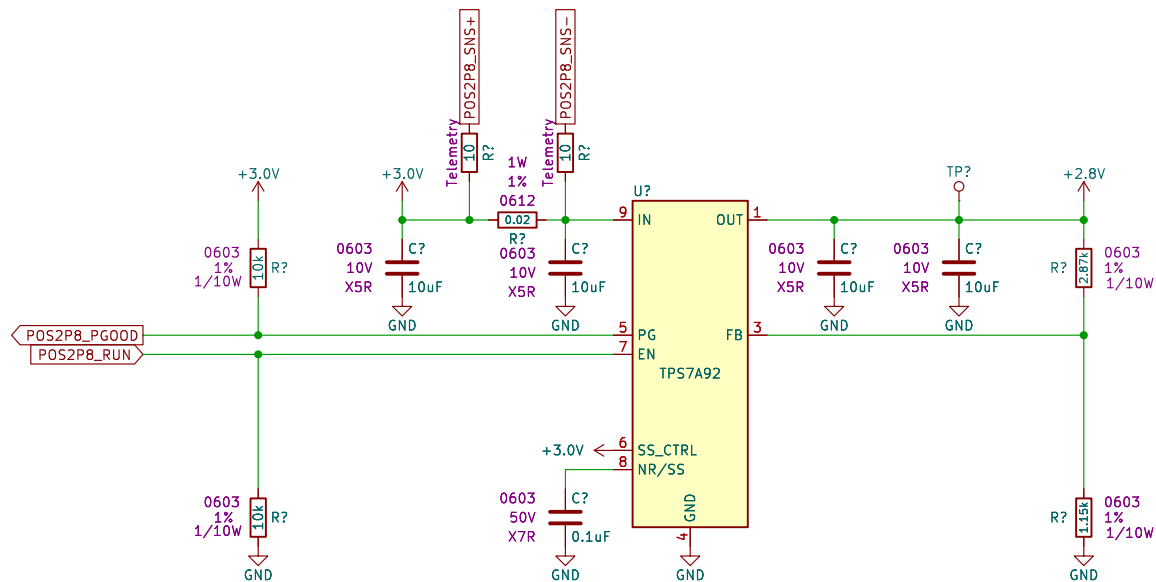 POS2P8_SNS+
POS2P8_SNS-
Telemetry
10
R?
Telemetry
10
R?
+3.0V
+3.0V
1W
1%
0612
0.02
R?
U?
TP?
+2.8V
9
IN
OUT
1
0603
1%
1/10W
10k
R?
0603
10V
X5R
C?
10uF
GND
0603
10V
X5R
C?
10uF
GND
0603
10V
X5R
C?
10uF
GND
0603
10V
X5R
C?
10uF
GND
R?
2.87k
0603
1%
1/10W
POS2P8_PGOOD
5
PG
FB
3
POS2P8_RUN
7
EN
TPS7A92
+3.0V
6
SS_CTRL
8
NR/SS
0603
1%
1/10W
10k
R?
GND
0603
50V
X7R
C?
0.1uF
GND
GND
4
GND
R?
1.15k
0603
1%
1/10W
GND